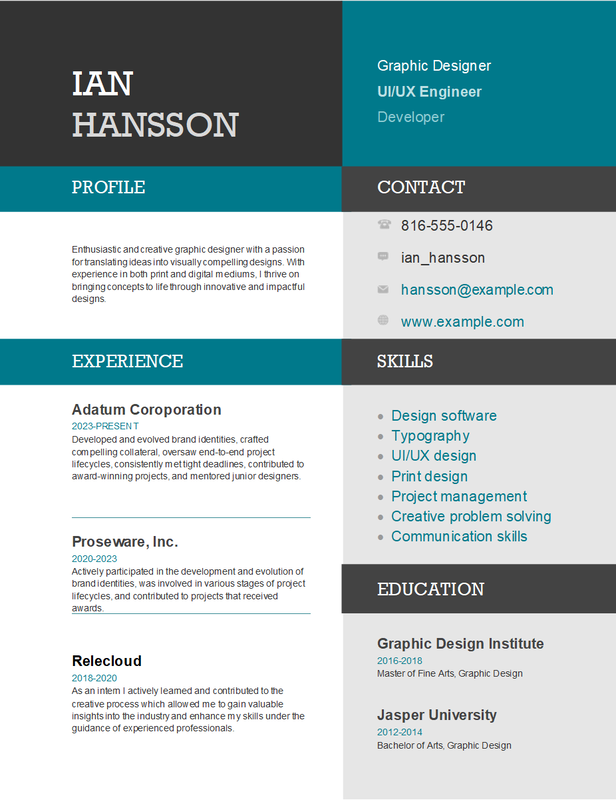 IAN
HANSSON
Graphic Designer
UI/UX Engineer
Developer
PROFILE
Enthusiastic and creative graphic designer with a passion
for translating ideas into visually compelling designs. With
experience in both print and digital mediums, I thrive on
bringing concepts to life through innovative and impactful
designs.
CONTACT
816-555-0146
ian_hansson
hansson@example.com
www.example.com
EXPERIENCE
Adatum Coroporation
2023-PRESENT
Developed and evolved brand identities, crafted
compelling collateral, oversaw end-to-end project
lifecycles, consistently met tight deadlines, contributed to
award-winning projects, and mentored junior designers.
Proseware, Inc.
2020-2023
Actively participated in the development and evolution of
brand identities, was involved in various stages of project
lifecycles, and contributed to projects that received
awards.
Relecloud
2018-2020
As an intern I actively learned and contributed to the
creative process which allowed me to gain valuable
insights into the industry and enhance my skills under the
guidance of experienced professionals.
SKILLS
Design software
Typography
UI/UX design
Print design
Project management
Creative problem solving
Communication skills
EDUCATION
Graphic Design Institute
2016-2018
Master of Fine Arts, Graphic Design
Jasper University
2012-2014
Bachelor of Arts, Graphic Design